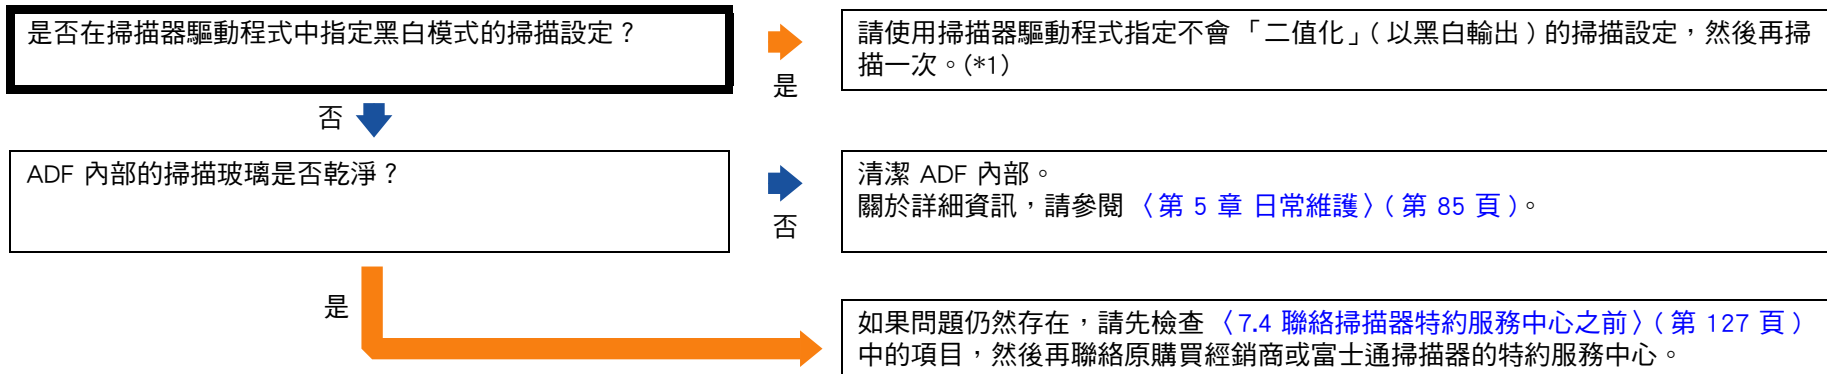 是否在掃描器驅動程式中指定黑白模式的掃描設定？
是
請使用掃描器驅動程式指定不會「二值化」( 以黑白輸出 ) 的掃描設定，然後再掃
描一次。(*1)
否
ADF 內部的掃描玻璃是否乾淨？
否
清潔 ADF 內部。
關於詳細資訊，請參閱〈第 5 章 日常維護〉( 第 85 頁 )。
是
如果問題仍然存在，請先檢查〈7.4 聯絡掃描器特約服務中心之前〉( 第 127 頁 )
中的項目，然後再聯絡原購買經銷商或富士通掃描器的特約服務中心。